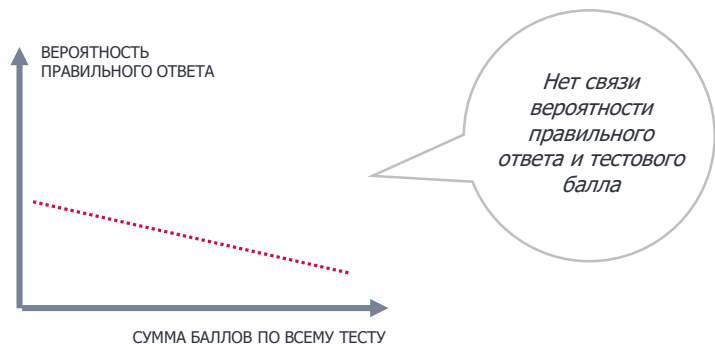 ВЕРОЯТНОСТЬ
ПРАВИЛЬНОГО ОТВЕТА
Нет связи
вероятности
правильного
ответа и тестового
балла
СУММА БАЛЛОВ ПО ВСЕМУ ТЕСТУ